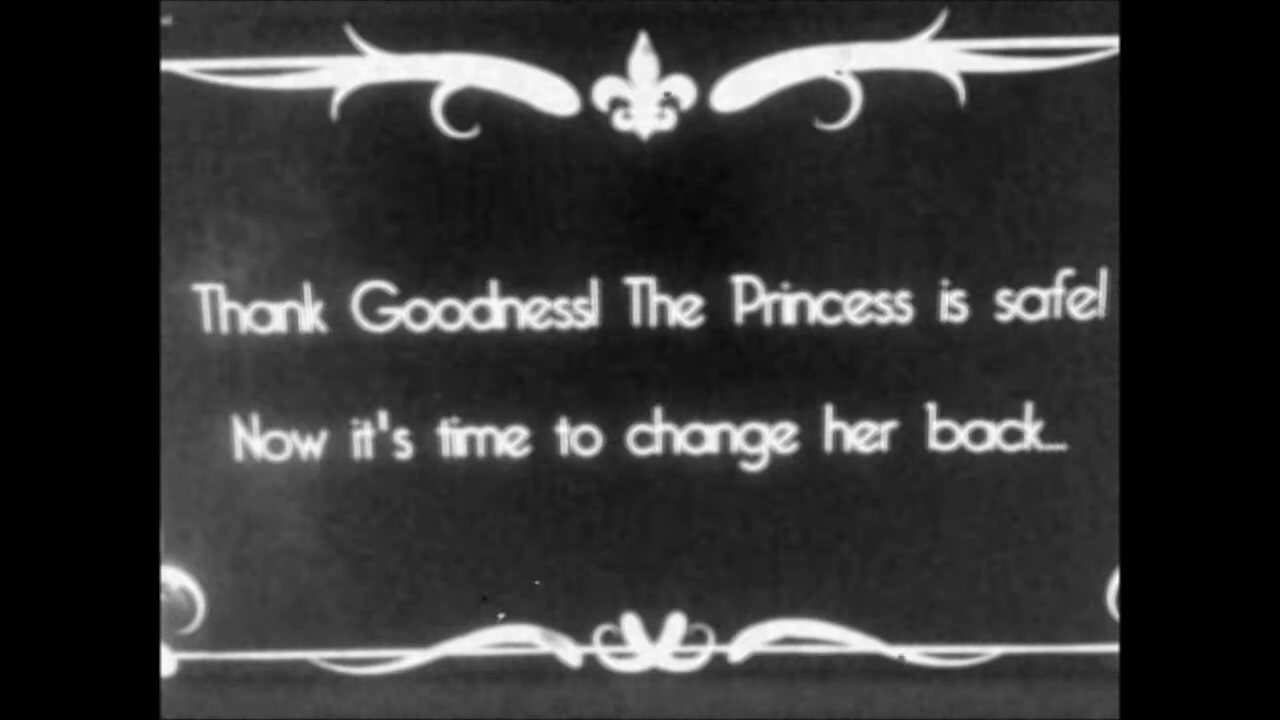 Thank Goodness! The Princess is safe!
Now it's time to change her back...